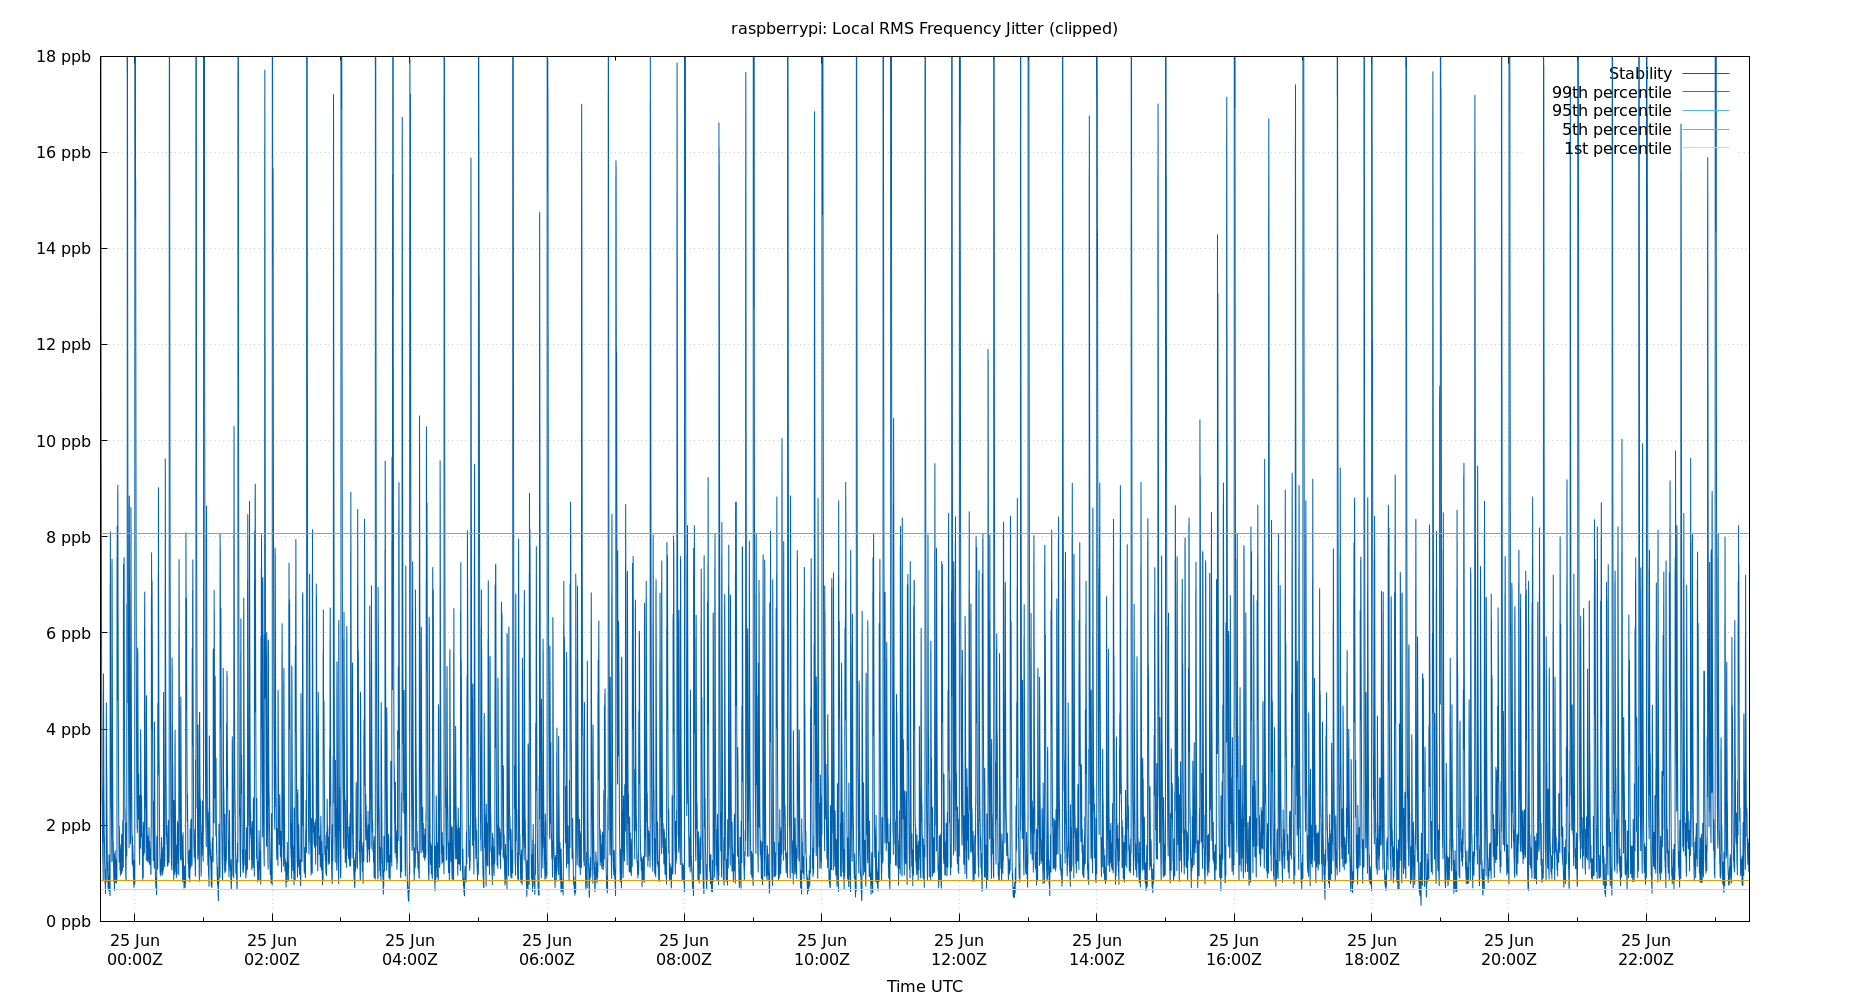 raspberrypi: Local RMS Frequency Jitter (clipped)
18 ppb
16 ppb
14 ppb
12 ppb
10 ppb
8 ppb
6 ppb
4 ppb
2 ppb
0 ppb
Stability
99th percentile
95th percentile
5th percentile
1st percentile
25 Jun 25 Jun 25 Jun 25 Jun 25 Jun 25 Jun 25 Jun 25 Jun 25 Jun 25 Jun 25 Jun 25 Jun
00:00Z 02:00Z 04:00Z 06:00Z 08:00Z 10:00Z 12:00Z 14:00Z 16:00Z 18:00Z 20:00Z 22:00Z
Time UTC